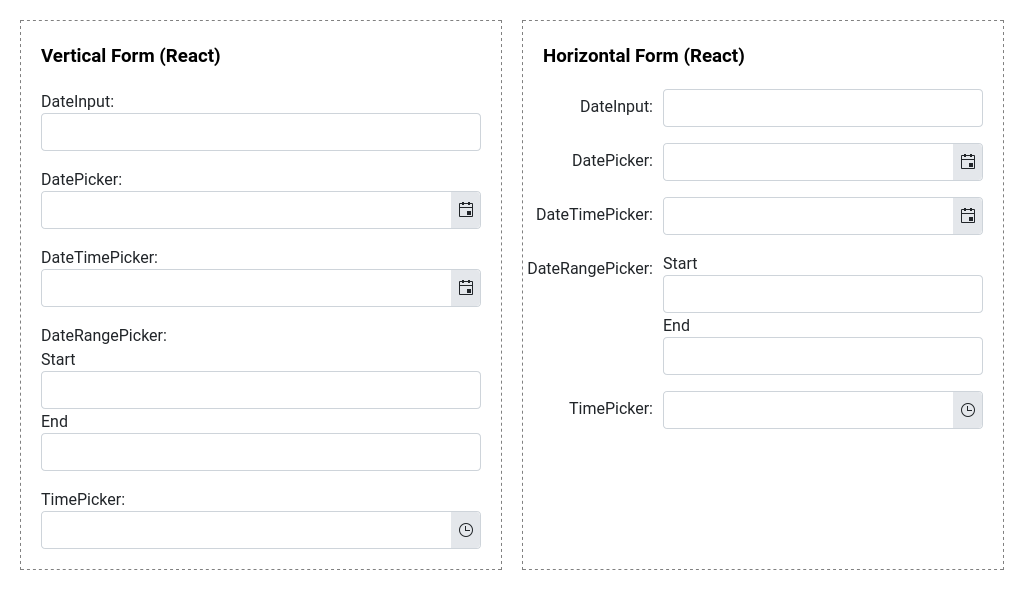 Vertical Form (React)
DateInput:
DatePicker:
DateTimePicker:
DateRangePicker:
Start
End
TimePicker:
Horizontal Form (React)
DateInput:
DatePicker:
DateTimePicker:
DateRangePicker:
Start
End
TimePicker: